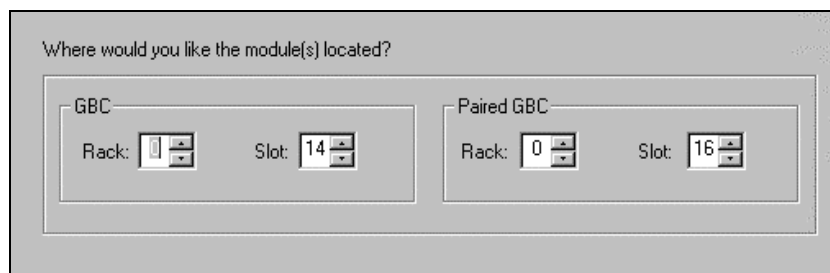 Where would you like the module(s) located?
GBC
Paired GBC
Rack: Slot: 14
Rack: 0 Slot: 16